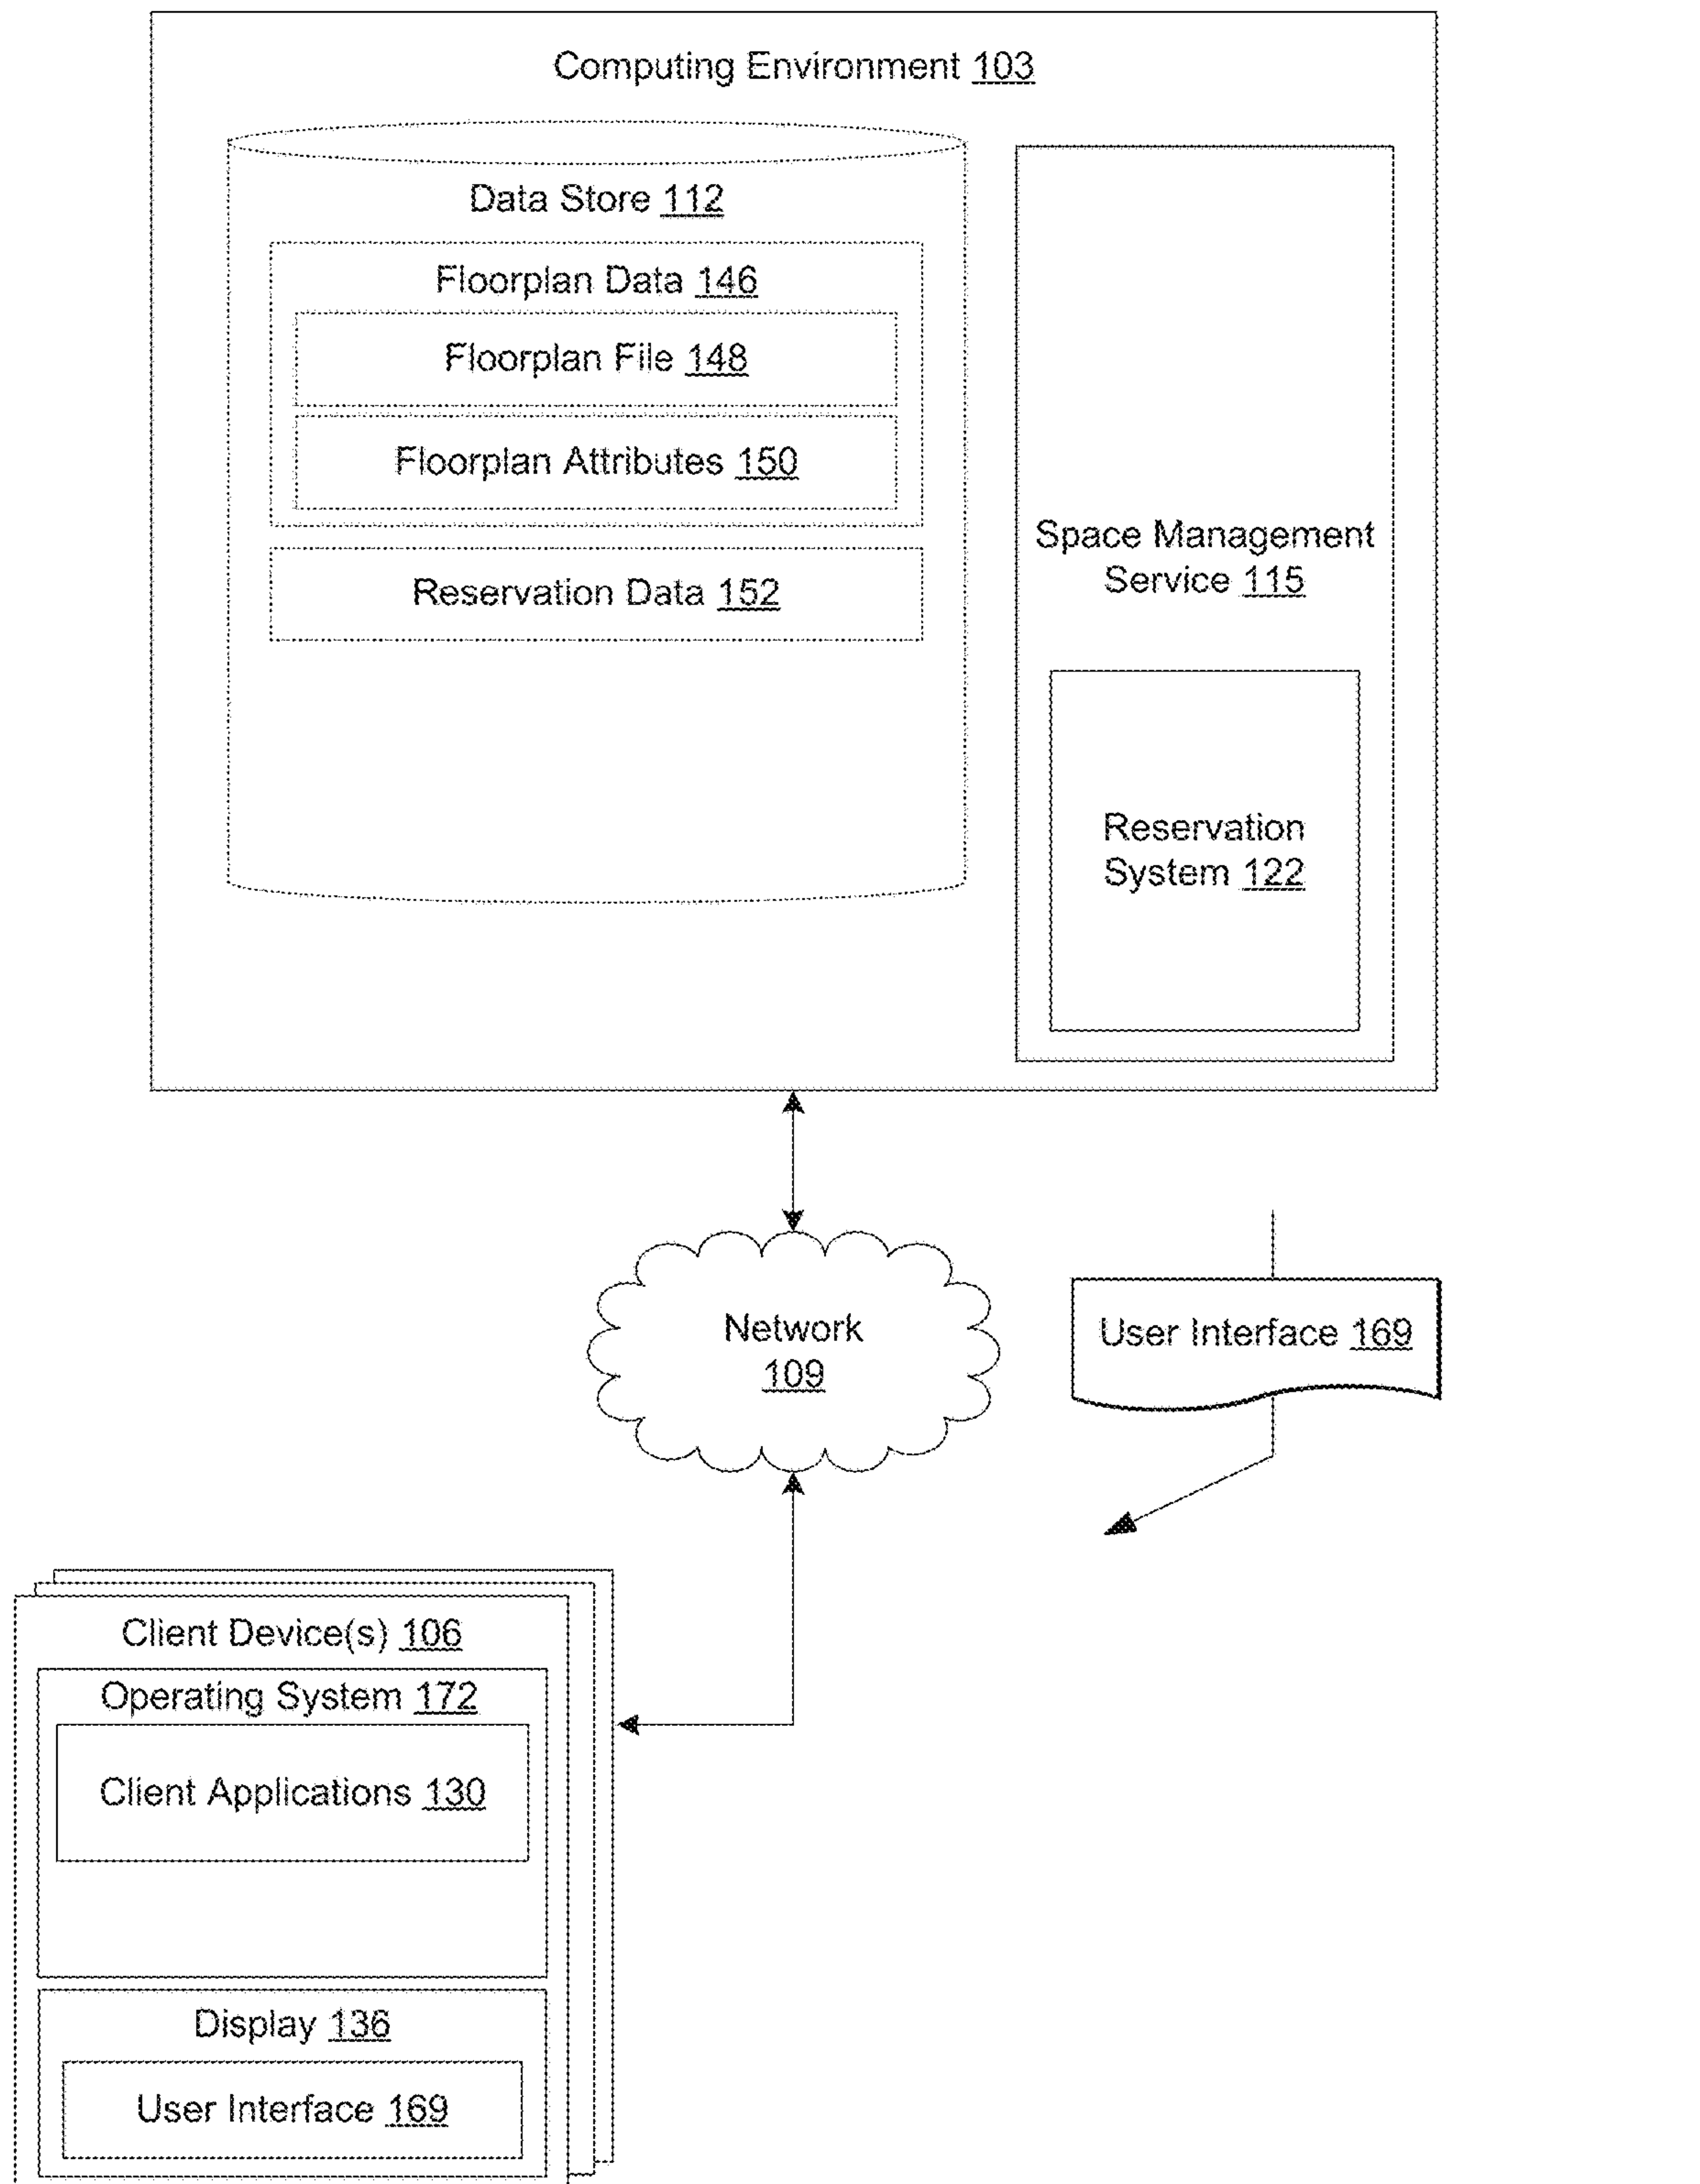 Computing Environment 103
Data Store 112
Floorplan Data 146
Floorplan File 148
Floorplan Attributes 150
Reservation Data 152
Space Management
Service 115
Reservation
System 122
Network
109
User Interface 169
Client Device(s) 106
Operating System 172
Client Applications 130
Display 136
User Interface 169